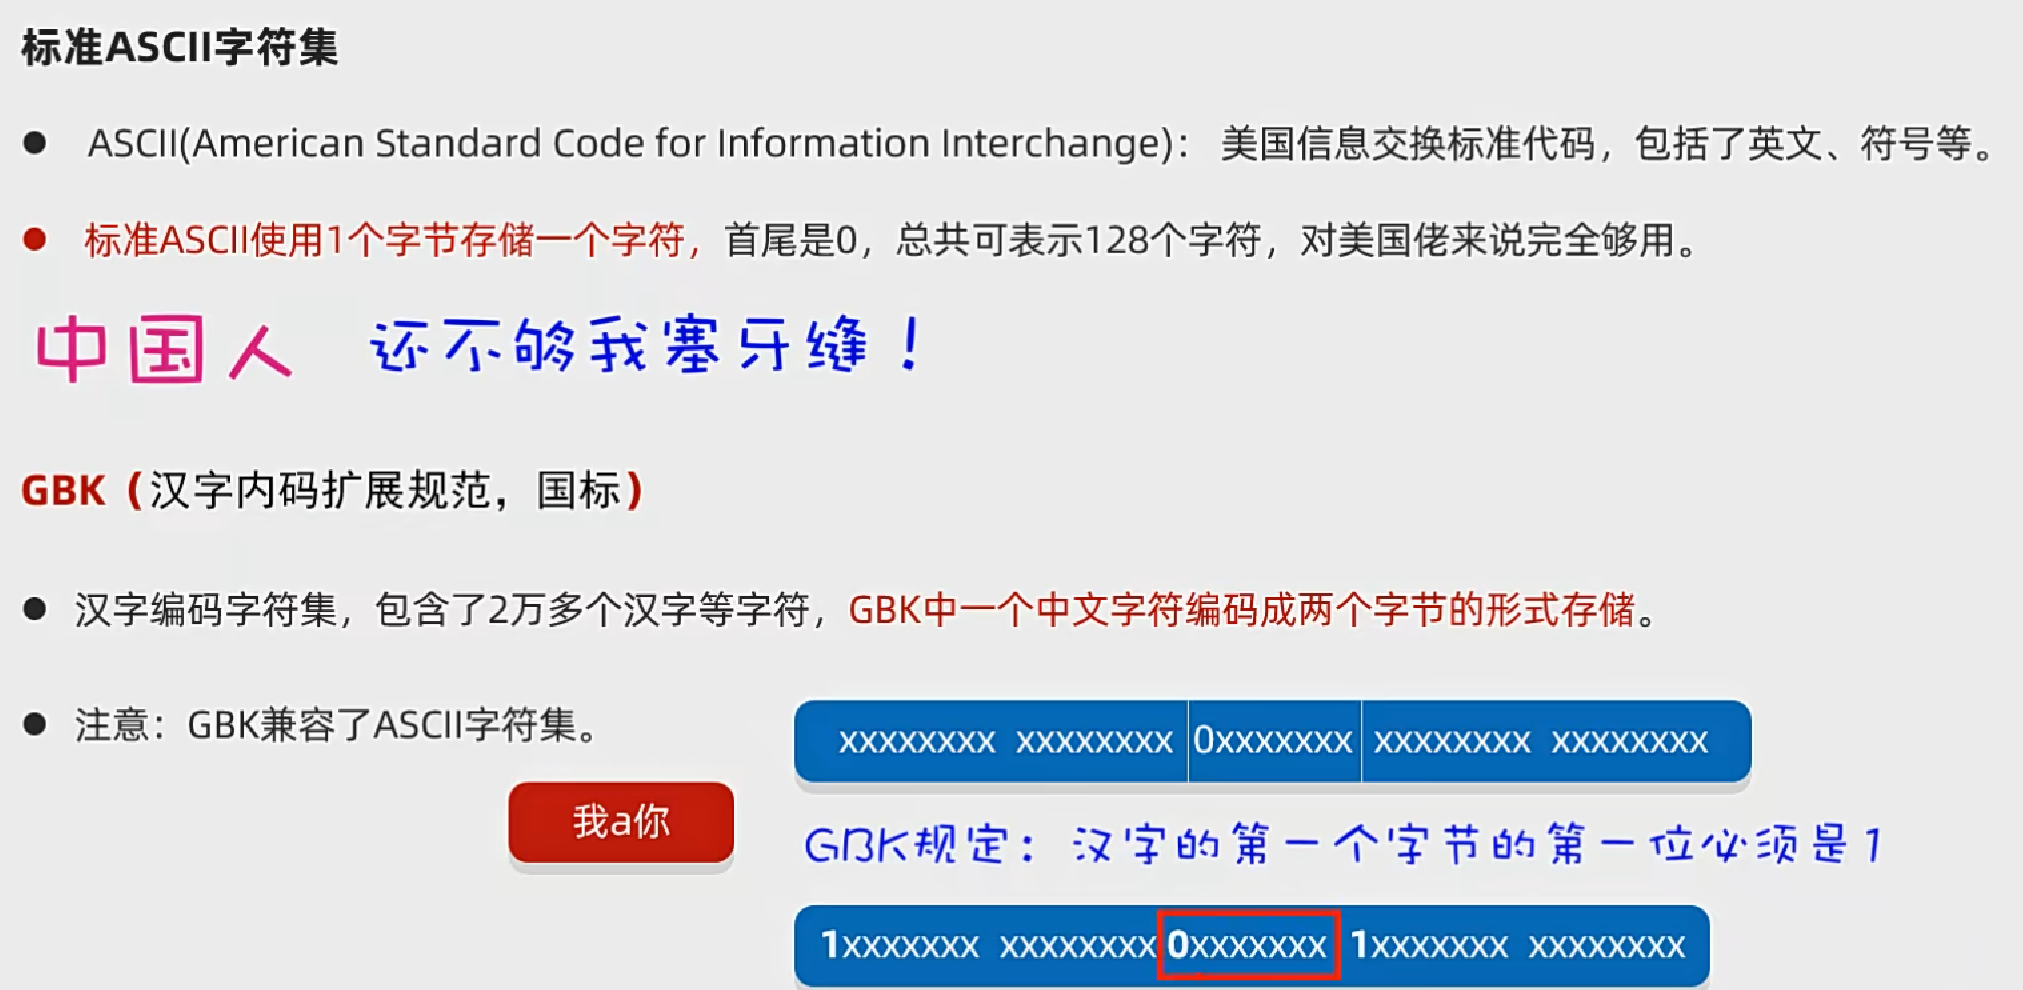 标准ASCII字符集
● ASCII(American Standard Code for Information Interchange)： 美国信息交换标准代码，包括了英文、符号等。
● 标准ASCII使用1个字节存储一个字符，首尾是0，总共可表示128个字符，对美国佬来说完全够用。
中国人 还不够我塞牙缝！
GBK（汉字内码扩展规范，国标）
● 汉字编码字符集，包含了2万多个汉字等字符，GBK中一个中文字符编码成两个字节的形式存储。
● 注意：GBK兼容了ASCII字符集。
xxxxxxxx xxxxxxxx 0xxxxxxx xxxxxxxx xxxxxxxx
我a你
GBK规定：汉字的第一个字节的第一位必须是1
1xxxxxxx xxxxxxxx 0xxxxxxx 1xxxxxxx xxxxxxxx